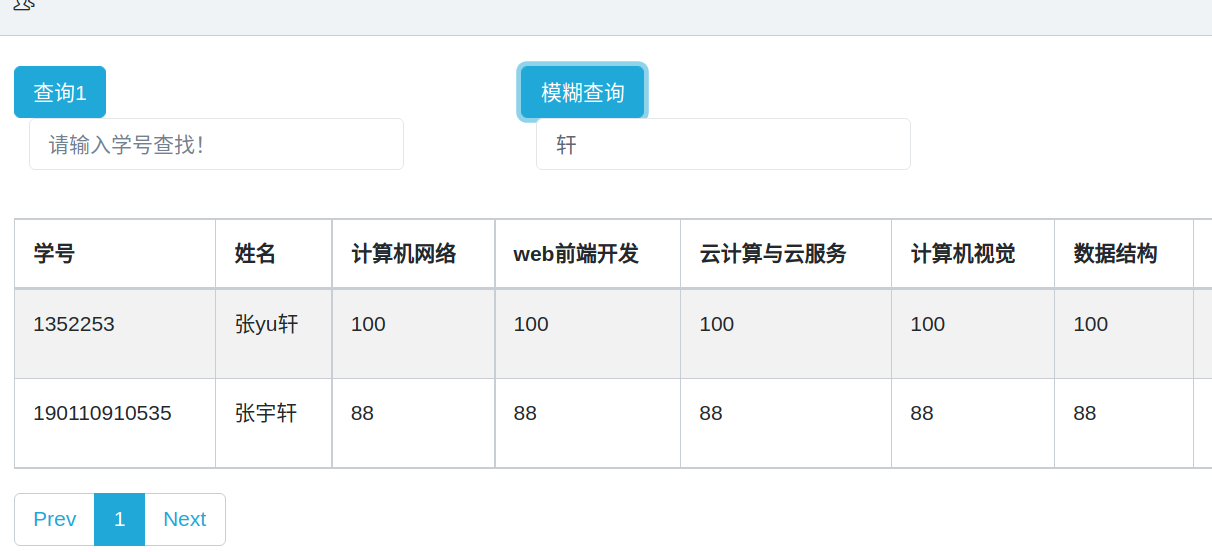 查询1 模糊查询
请输入学号查找! 轩
学号 姓名 计算机网络 web前端开发 云计算与云服务 计算机视觉 数据结构
1352253 张yu轩 100 100 100 100 100
190110910535 张宇轩 88 88 88 88 88
Prev 1 Next